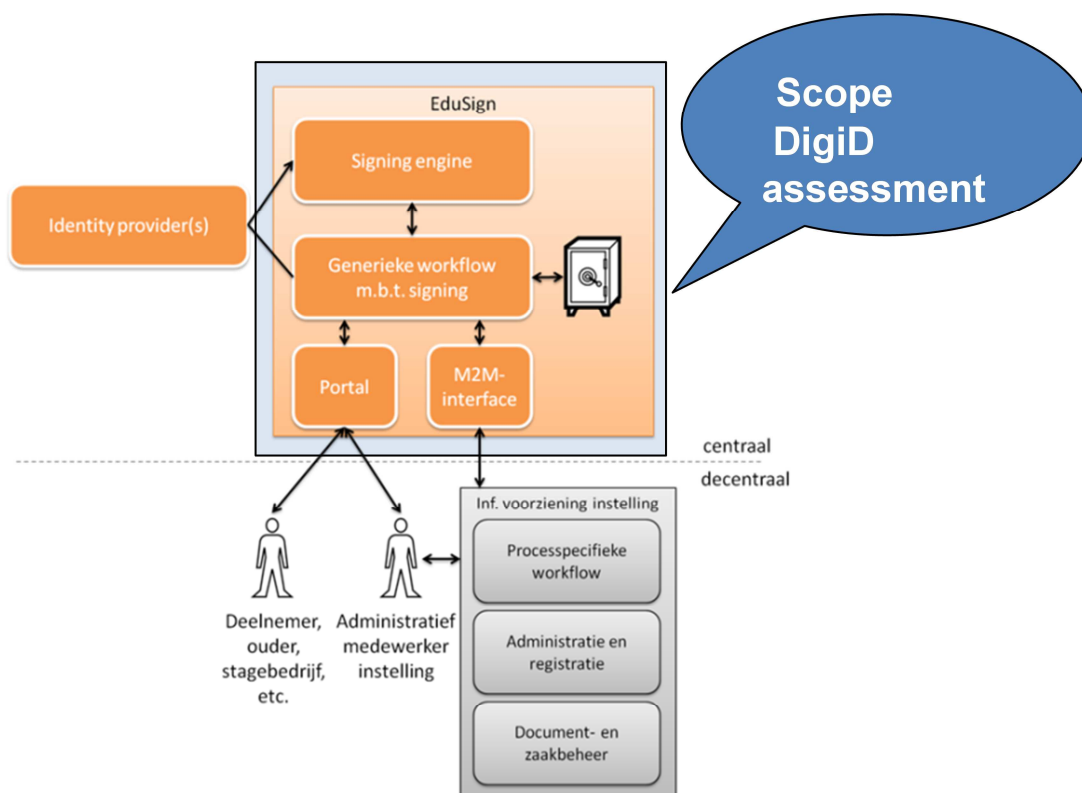 EduSign
Signing engine
Identity provider(s)
Generieke workflow
m.b.t. signing
Portal
M2M-
interface
Scope
DigiD
assessment
centraal
decentraal
Inf. voorziening instelling
Processpecifieke
workflow
Administratie en
registratie
Document- en
zaakbeheer
Deelnemer,
ouder,
stagebedrijf,
etc.
Administratief
medewerker
instelling